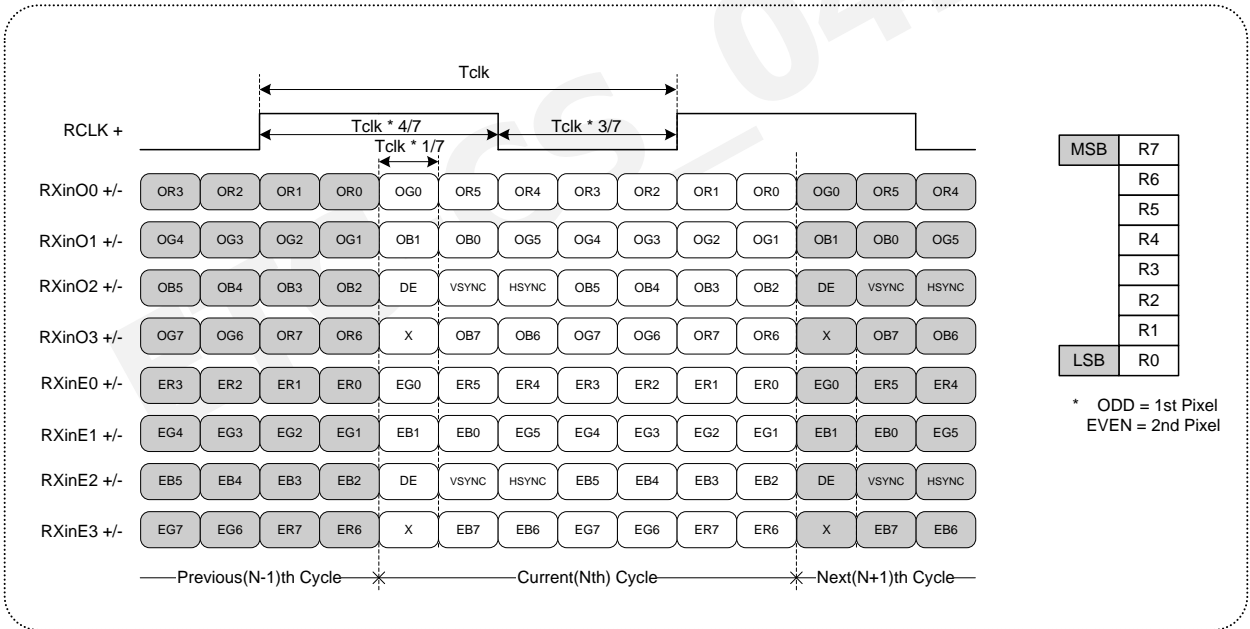 Tclk
RCLK +
Tclk * 4/7
Tclk * 3/7
Tclk * 1/7
RXinO0 +/- OR3 OR2 OR1 OR0 OG0 OR5 OR4 OR3 OR2 OR1 OR0 OG0 OR5 OR4
RXinO1 +/- OG4 OG3 OG2 OG1 OB1 OB0 OG5 OG4 OG3 OG2 OG1 OB1 OB0 OG5
RXinO2 +/- OB5 OB4 OB3 OB2 DE VSYNC HSYNC OB5 OB4 OB3 OB2 DE VSYNC HSYNC
RXinO3 +/- OG7 OG6 OR7 OR6 X OB7 OB6 OG7 OG6 OR7 OR6 X OB7 OB6
RXinE0 +/- ER3 ER2 ER1 ER0 EG0 ER5 ER4 ER3 ER2 ER1 ER0 EG0 ER5 ER4
RXinE1 +/- EG4 EG3 EG2 EG1 EB1 EB0 EG5 EG4 EG3 EG2 EG1 EB1 EB0 EG5
RXinE2 +/- EB5 EB4 EB3 EB2 DE VSYNC HSYNC EB5 EB4 EB3 EB2 DE VSYNC HSYNC
RXinE3 +/- EG7 EG6 ER7 ER6 X EB7 EB6 EG7 EG6 ER7 ER6 X EB7 EB6
Previous(N-1)th Cycle Current(Nth) Cycle Next(N+1)th Cycle
MSB R7
R6
R5
R4
R3
R2
R1
LSB R0
* ODD = 1st Pixel
EVEN = 2nd Pixel